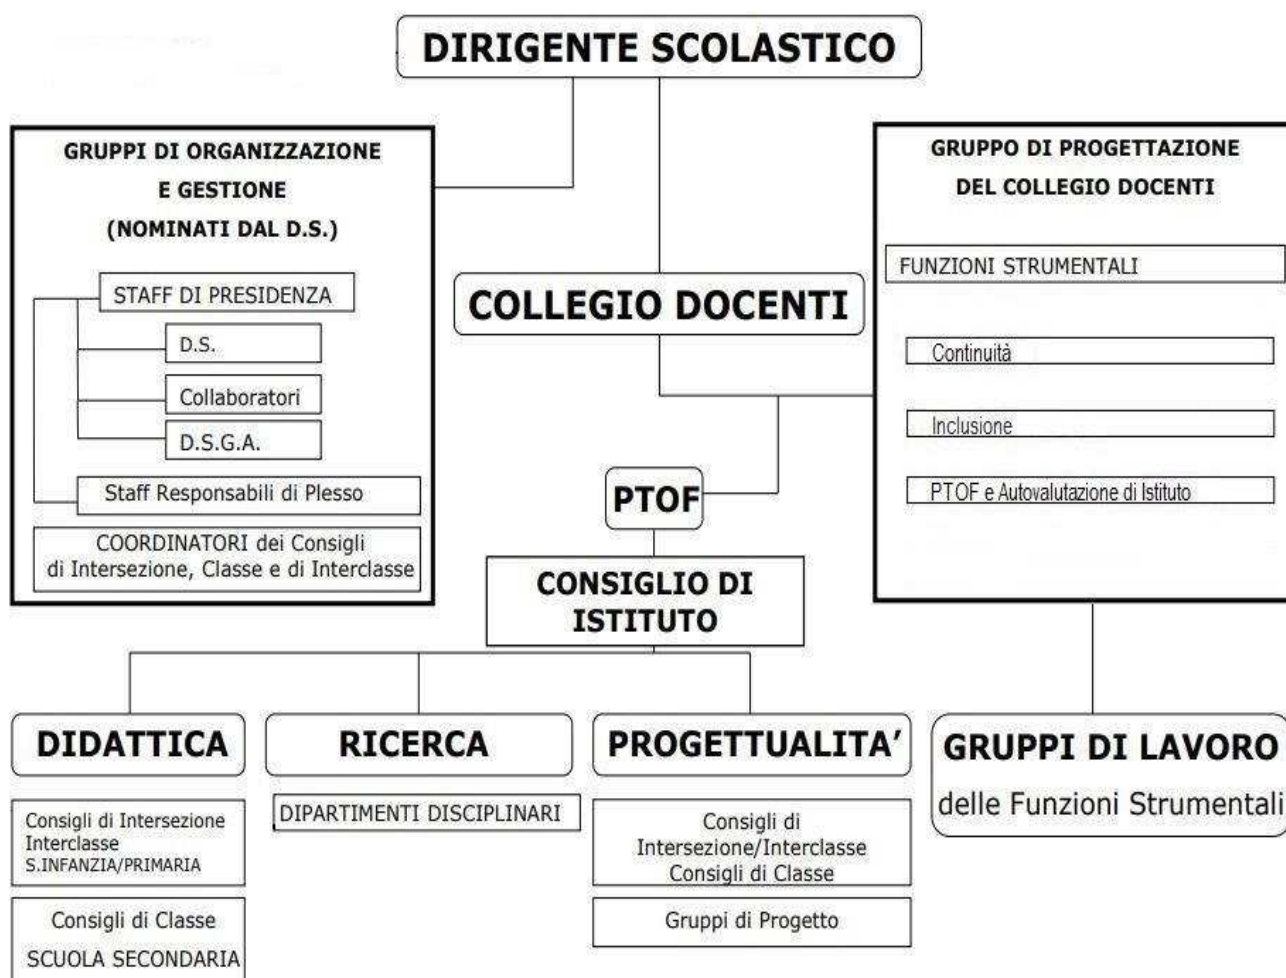 DIRIGENTE SCOLASTICO
GRUPPI DI ORGANIZZAZIONE
E GESTIONE
(NOMINATI DAL D.S.)
STAFF DI PRESIDENZA
D.S.
Collaboratori
D.S.G.A.
Staff Responsabili di Plesso
COORDINATORI dei Consigli
di Intersezione, Classe e di Interclasse
COLLEGIO DOCENTI
GRUPPO DI PROGETTAZIONE
DEL COLLEGIO DOCENTI
FUNZIONI STRUMENTALI
Continuità
Inclusione
PTOF e Autovalutazione di Istituto
PTOF
CONSIGLIO DI
ISTITUTO
DIDATTICA
Consigli di Intersezione
Interclasse
S.INFANZIA/PRIMARIA
Consigli di Classe
SCUOLA SECONDARIA
RICERCA
DIPARTIMENTI DISCIPLINARI
PROGETTUALITA’
Consigli di
Intersezione/Interclasse
Consigli di Classe
Gruppi di Progetto
GRUPPI DI LAVORO
delle Funzioni Strumentali